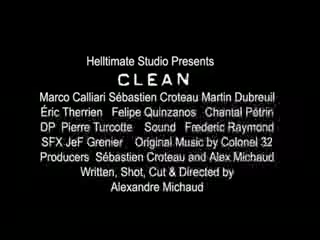 Helltimate Studio Presents
CLEAN
Marco Calliari Sébastien Croteau Martin Dubreuil
Éric Therrien Felipe Quinzanos Chantal Pétrin
DP Pierre Turcotte Sound Frederic Raymond
SFX JeF Grenier Original Music by Colonel 32
Producers Sébastien Croteau and Alex Michaud
Written, Shot, Cut & Directed by
Alexandre Michaud